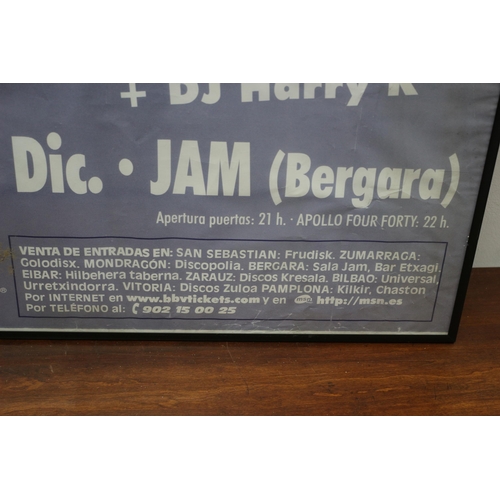 + DJ Harry K
Dic. • JAM (Bergara)
Apertura puertas: 21 h. · APOLLO FOUR FORTY: 22 h.
VENTA DE ENTRADAS EN: SAN SEBASTIAN: Frudisk. ZUMARRAGA:
Golodisx. MONDRAGÓN: Discopolia. BERGARA: Sala Jam, Bar Etxagi.
EIBAR: Hilbehera taberna. ZARAUZ: Discos Kresala. BILBAO: Universal,
Urretxindorra. VITORIA: Discos Zuloa PAMPLONA: Kilkir, Chaston
Por INTERNET en www.bbvtickets.com y en msn http://msn.es
Por TELÉFONO al: 902 15 00 25